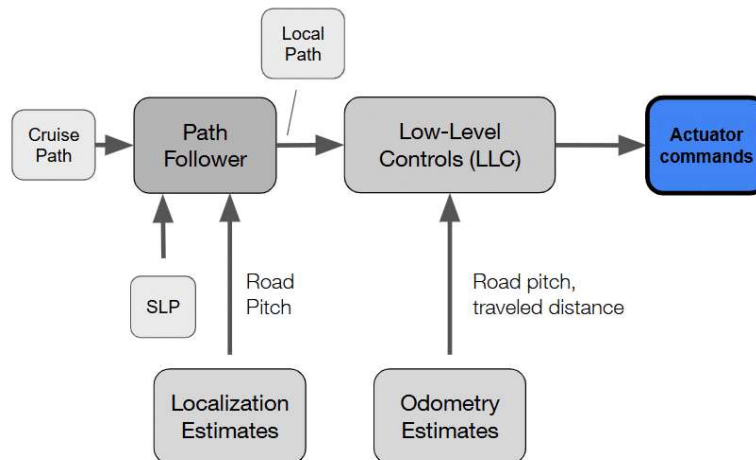 Local
Path
Cruise
Path
Path
Follower
Low-Level
Controls (LLC)
Actuator
commands
SLP
Road
Pitch
Road pitch,
traveled distance
Localization
Estimates
Odometry
Estimates